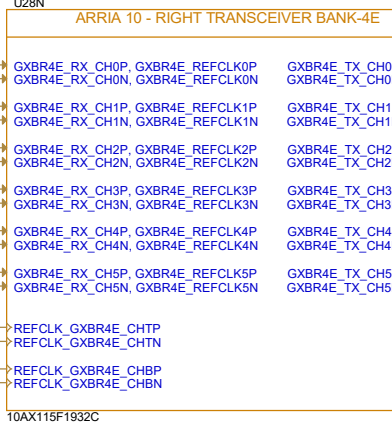 U28N
ARRIA 10 - RIGHT TRANSCEIVER BANK-4E
GXBR4E_RX_CH0P, GXBR4E_REFCLK0P GXBR4E_TX_CH0
GXBR4E_RX_CH0N, GXBR4E_REFCLK0N GXBR4E_TX_CH0
GXBR4E_RX_CH1P, GXBR4E_REFCLK1P GXBR4E_TX_CH1
GXBR4E_RX_CH1N, GXBR4E_REFCLK1N GXBR4E_TX_CH1
GXBR4E_RX_CH2P, GXBR4E_REFCLK2P GXBR4E_TX_CH2
GXBR4E_RX_CH2N, GXBR4E_REFCLK2N GXBR4E_TX_CH2
GXBR4E_RX_CH3P, GXBR4E_REFCLK3P GXBR4E_TX_CH3
GXBR4E_RX_CH3N, GXBR4E_REFCLK3N GXBR4E_TX_CH3
GXBR4E_RX_CH4P, GXBR4E_REFCLK4P GXBR4E_TX_CH4
GXBR4E_RX_CH4N, GXBR4E_REFCLK4N GXBR4E_TX_CH4
GXBR4E_RX_CH5P, GXBR4E_REFCLK5P GXBR4E_TX_CH5
GXBR4E_RX_CH5N, GXBR4E_REFCLK5N GXBR4E_TX_CH5
REFCLK_GXBR4E_CHTP
REFCLK_GXBR4E_CHTN
REFCLK_GXBR4E_CHBP
REFCLK_GXBR4E_CHBN
10AX115F1932C